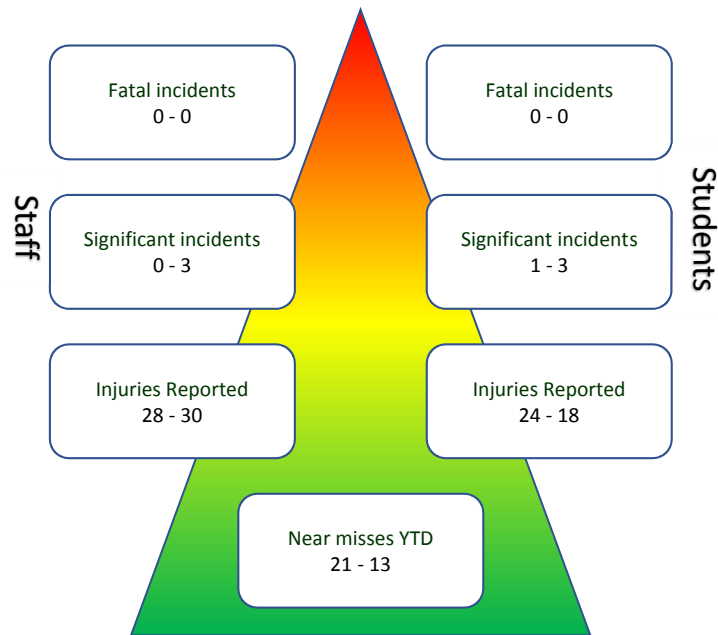 Fatal incidents
0 - 0
Fatal incidents
0 - 0
Staff
Students
Significant incidents
0 - 3
Significant incidents
1 - 3
Injuries Reported
28 - 30
Injuries Reported
24 - 18
Near misses YTD
21 - 13